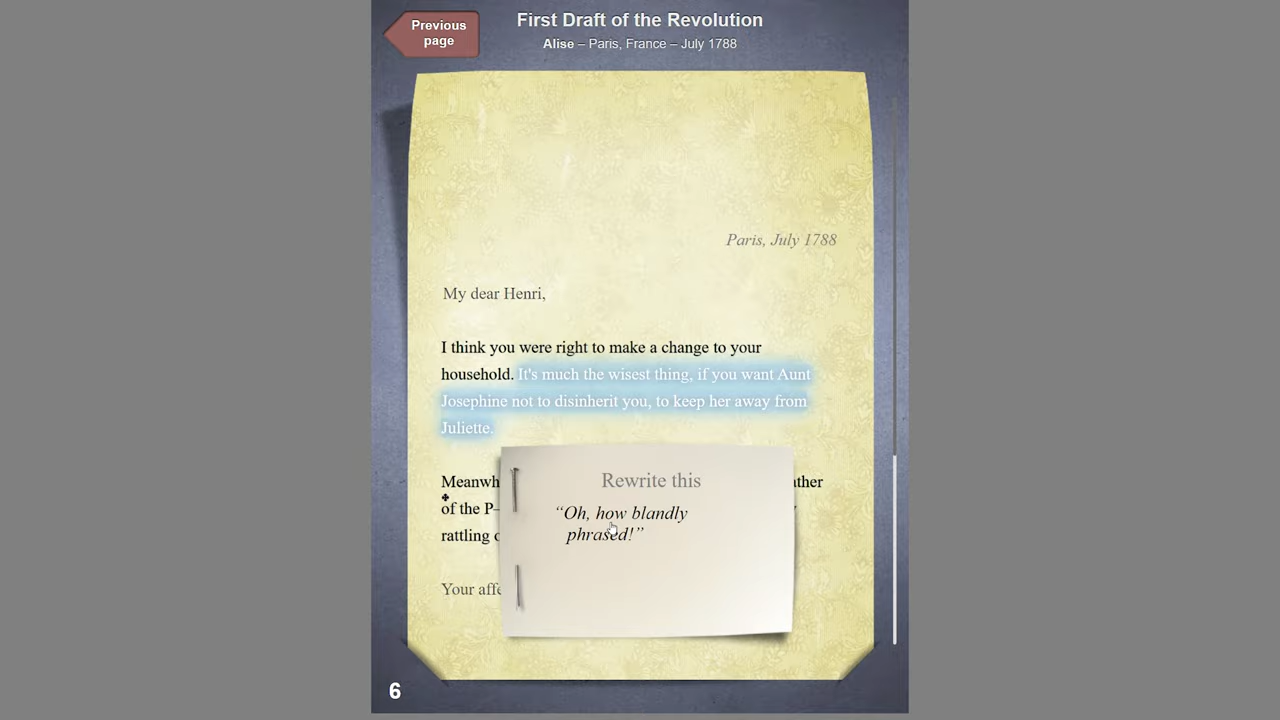 Previous
page
First Draft of the Revolution
Alise – Paris, France – July 1788
Paris, July 1788
My dear Henri,
I think you were right to make a change to your
household. It's much the wisest thing, if you want Aunt
Josephine not to disinherit you, to keep her away from
Juliette.
of the P–
rattling
Your
Rewrite this
“Oh, how blandly
phrased!”
6